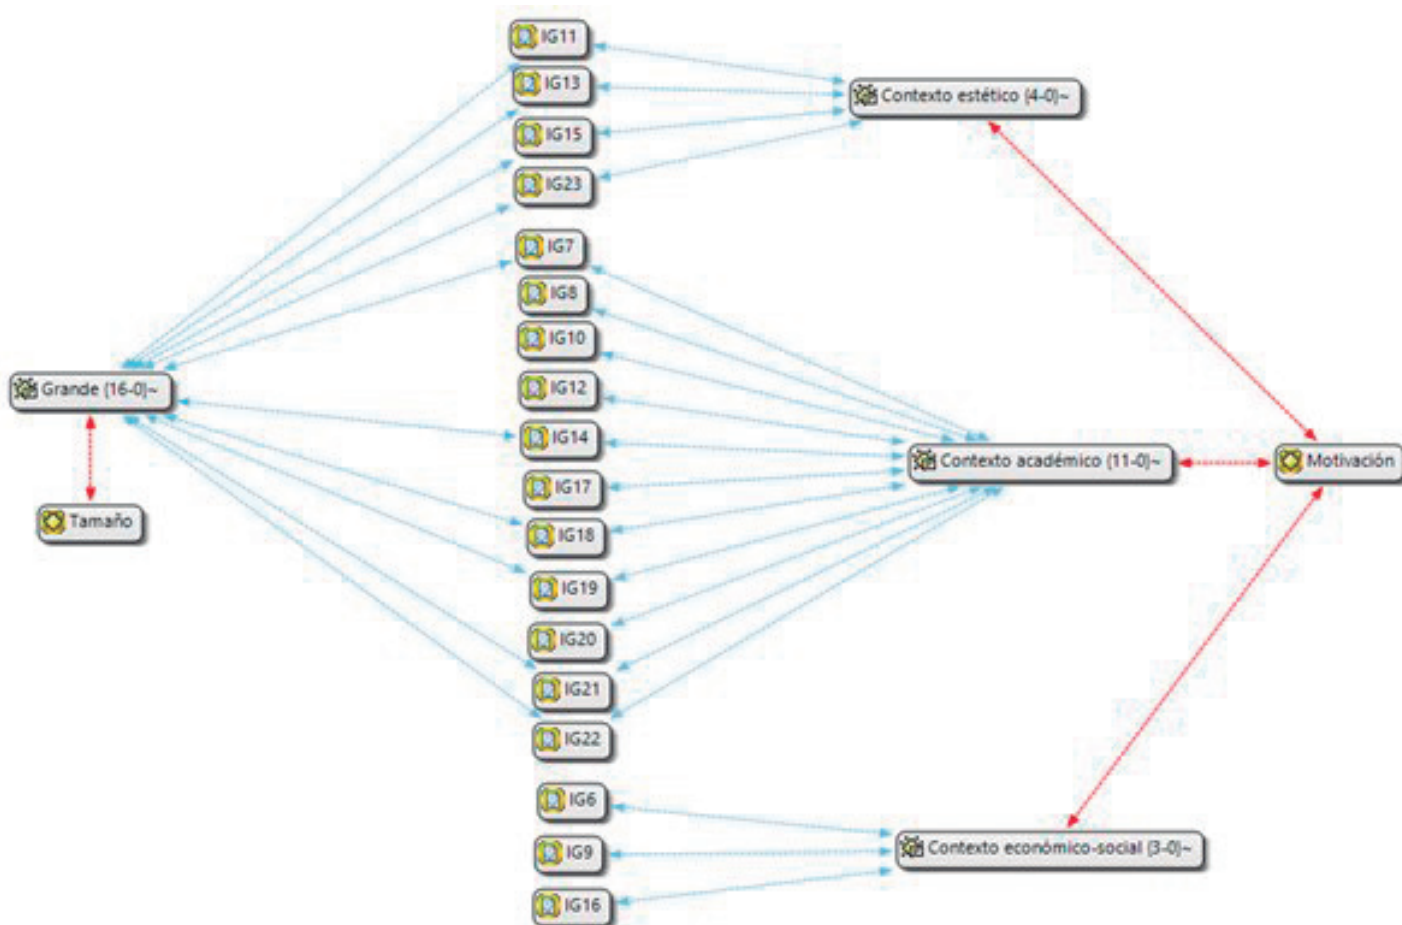 IG11
IG13
IG15
IG23
IG7
IG8
IG10
IG12
IG14
IG17
IG18
IG19
IG20
IG21
IG22
IG6
IG9
IG16
Grande (16-0)~
Tamaño
Contexto estético (4-0)~
Contexto académico (11-0)~
Motivación
Contexto económico-social (3-0)~